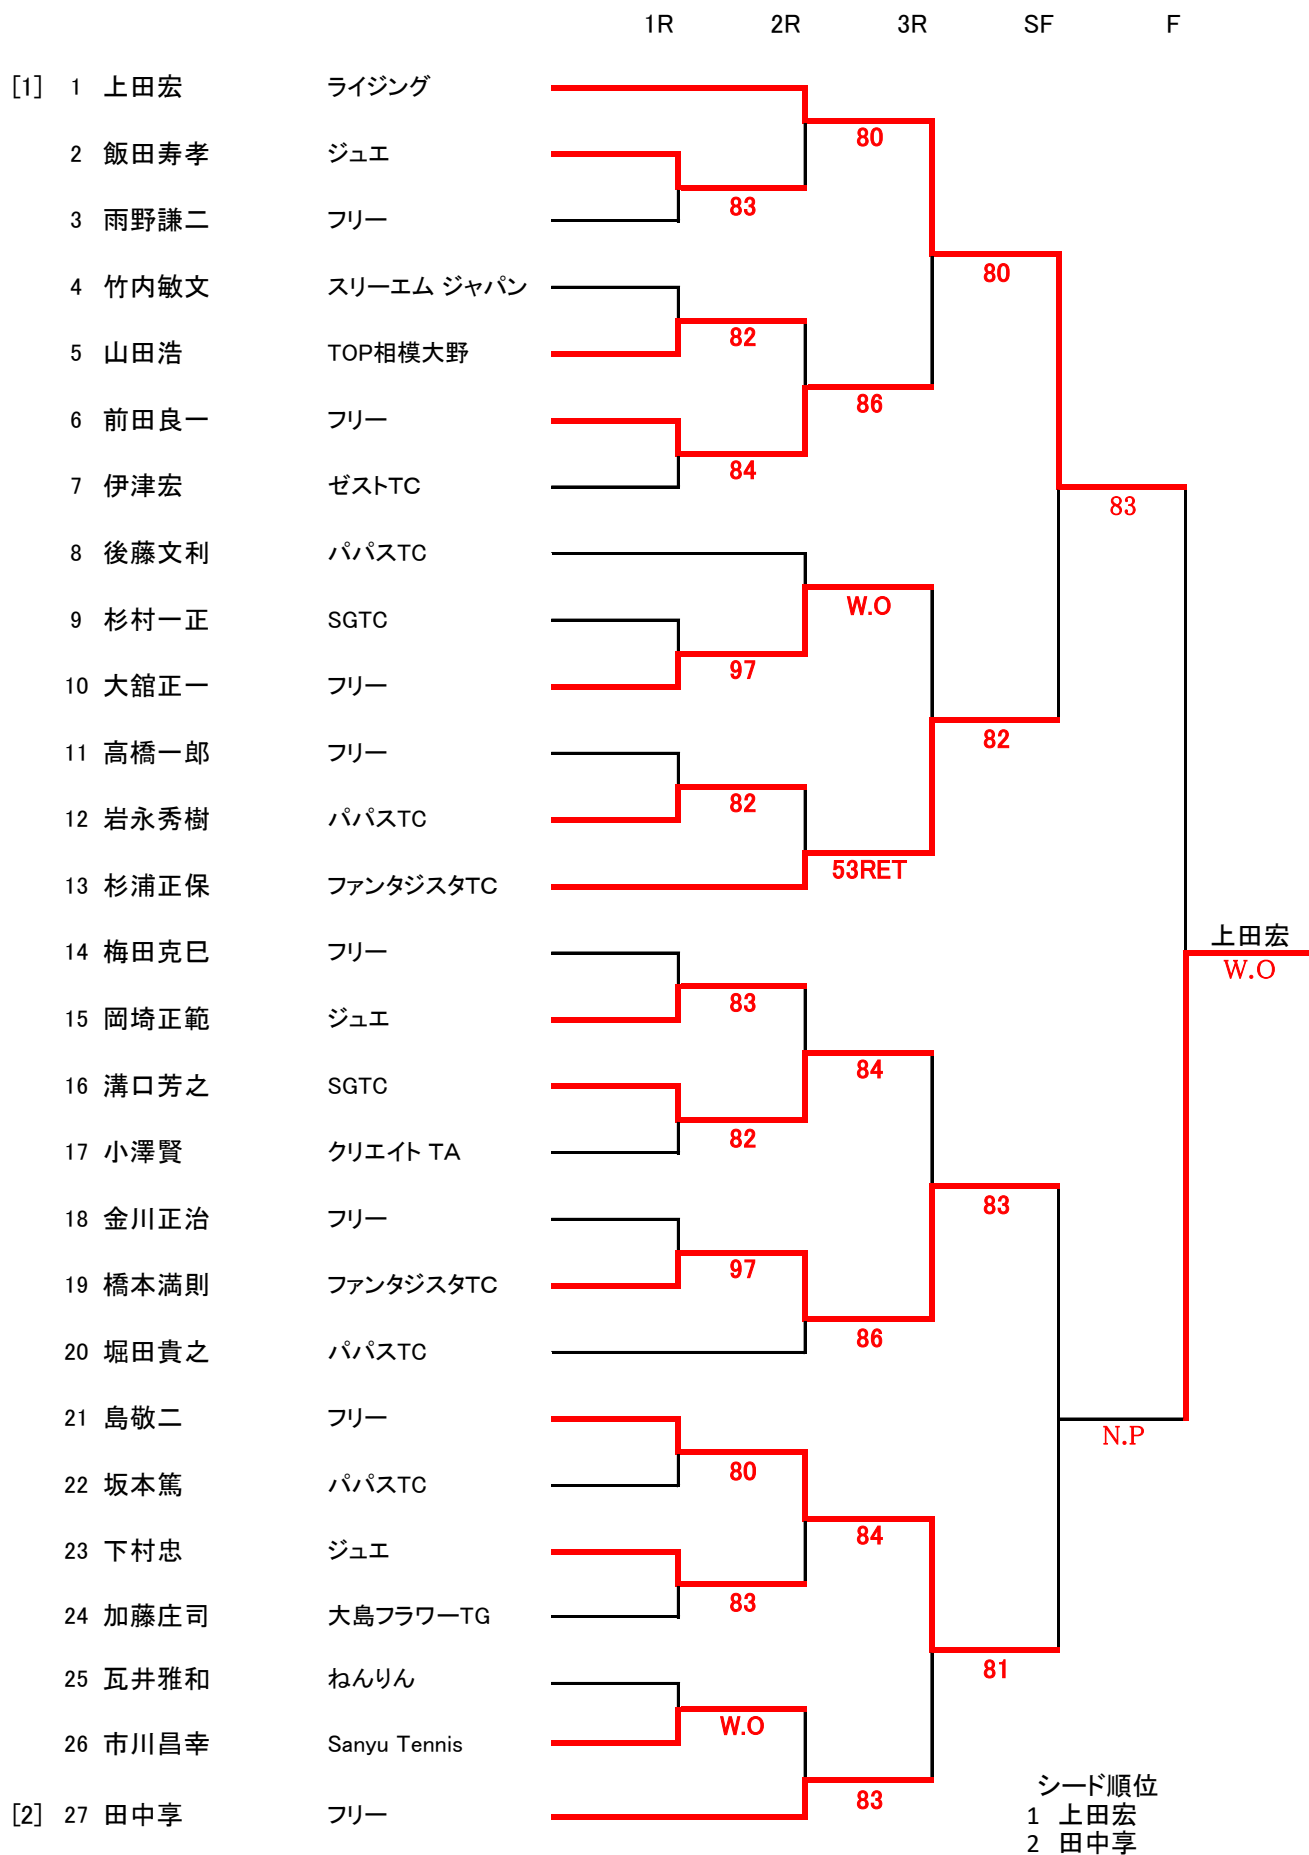 1R 2R 3R SF F
[1] 1 上田宏 ライジング
80
2 飯田寿孝 ジュエ
83
3 雨野謙二 フリー
80
4 竹内敏文 スリーエム ジャパン
82
5 山田浩 TOP相模大野
86
6 前田良一 フリー
84
7 伊津宏 ゼストTC
83
8 後藤文利 パパスTC
W.O
9 杉村一正 SGTC
97
10 大舘正一 フリー
82
11 高橋一郎 フリー
82
12 岩永秀樹 パパスTC
53RET
13 杉浦正保 ファンタジスタTC
上田宏
14 梅田克巳 フリー
W.O
83
15 岡埼正範 ジュエ
84
16 溝口芳之 SGTC
82
17 小澤賢 クリエイト TA
83
18 金川正治 フリー
97
19 橋本満則 ファンタジスタTC
86
20 堀田貴之 パパスTC
21 島敬二 フリー
N.P
80
22 坂本篤 パパスTC
84
23 下村忠 ジュエ
83
24 加藤庄司 大島フラワーTG
81
25 瓦井雅和 ねんりん
W.O
26 市川昌幸 Sanyu Tennis
83
[2] 27 田中享 フリー
シード順位
1 上田宏
2 田中享